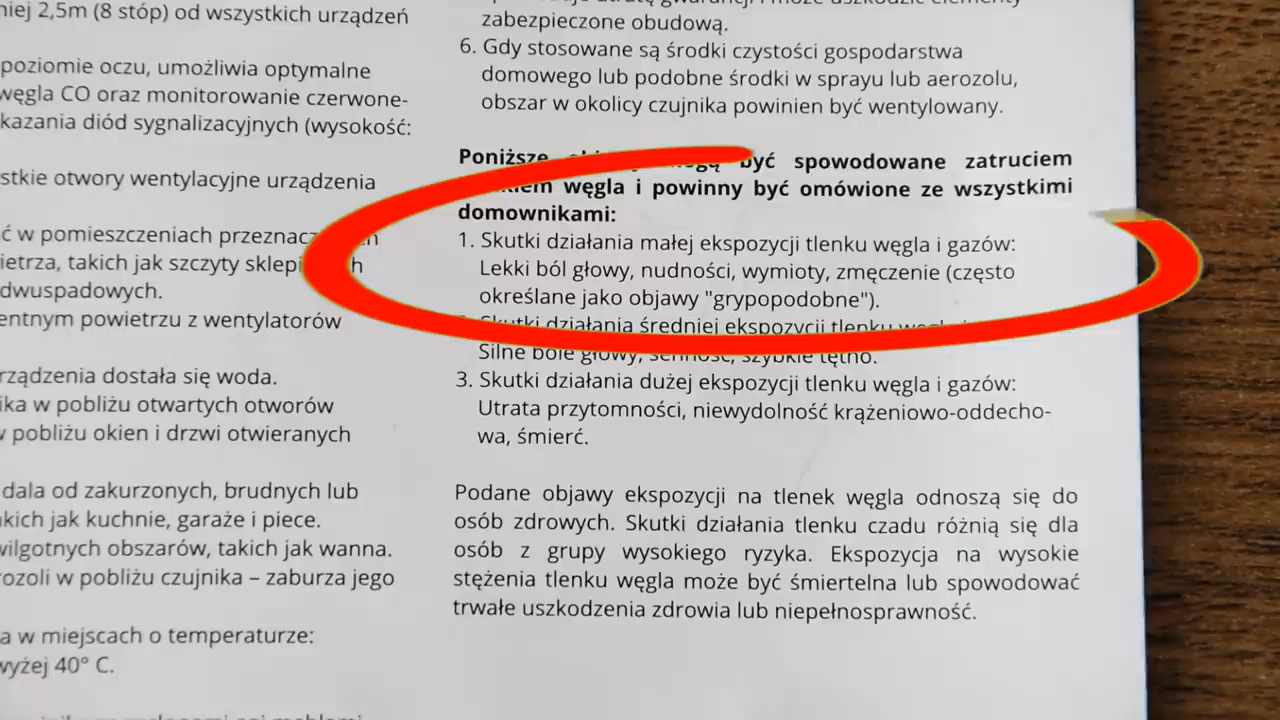 niej 2,5m (8 stóp) od wszystkich urządzeń
poziomie oczu, umożliwia optymalne
węgla CO oraz monitorowanie czerwone-
kazania diód sygnalizacyjnych (wysokość:
stkie otwory wentylacyjne urządzenia
ć w pomieszczeniach
ietrza, takich jak szczyty
dwuspadowych.
entnym powietrzu z wentylatorów
rządzenia dostała się woda.
ika w pobliżu otwartych otworów
w pobliżu okien i drzwi otwieranych
dala od zakurzonych, brudnych lub
akich jak kuchnie, garaże i piece.
wilgotnych obszarów, takich jak wanna.
rozoli w pobliżu czujnika – zaburza jego
a w miejscach o temperaturze:
wyżej 40° C.
zabezpieczone obudową.
6. Gdy stosowane są środki czystości gospodarstwa
domowego lub podobne środki w sprayu lub aerozolu,
obszar w okolicy czujnika powinien być wentylowany.
Poniższe być spowodowane zatruciem
węgla i powinny być omówione ze wszystkimi
domownikami:
1. Skutki działania małej ekspozycji tlenku węgla i gazów:
Lekki ból głowy, nudności, wymioty, zmęczenie (często
określane jako objawy "grypopodobne").
Skutki działania średniej ekspozycji tlenku
Silne bóle głowy, senność, szybkie tętno.
3. Skutki działania dużej ekspozycji tlenku węgla i gazów:
Utrata przytomności, niewydolność krążeniowo-oddecho-
wa, śmierć.
Podane objawy ekspozycji na tlenek węgla odnoszą się do
osób zdrowych. Skutki działania tlenku czadu różnią się dla
osób z grupy wysokiego ryzyka. Ekspozycja na wysokie
stężenia tlenku węgla może być śmiertelna lub spowodować
trwałe uszkodzenia zdrowia lub niepełnosprawność.